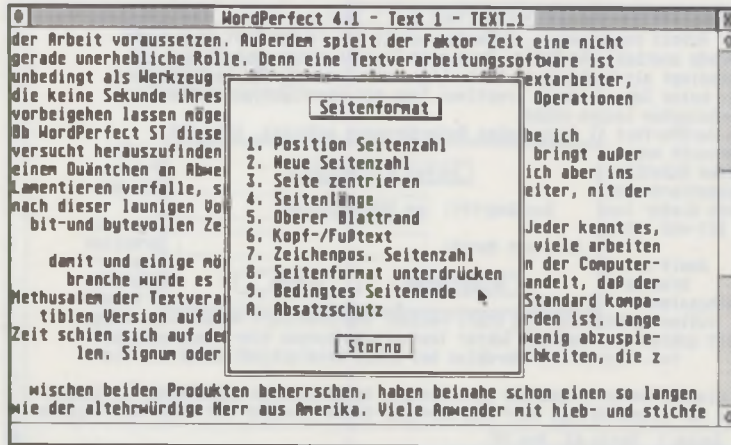 WordPerfect 4.1 - Text 1 - TEXT_1
der Arbeit voraussetzen. Außerdem spielt der Faktor Zeit eine nicht
gerade unerhebliche Rolle. Denn eine Textverarbeitungssoftware ist
unbedingt als Werkzeug extarbeiter,
die keine Sekunde ihres Operationen
vorbeigehen lassen möge
Ob WordPerfect ST diese be ich
versucht herauszufinden bringt außer
einem Quäntchen an Abwe ich aber ins
Lamentieren verfalle, s eiter, mit der
nach dieser launigen Vo
bit-und bytevollen Ze Jeder kennt es,
viele arbeiten
damit und einige mö n der Computer-
branche wurde es andelt, daß der
Methusalem der Textvera Standard kompa-
tiblen Version auf d rden ist. Lange
Zeit schien sich auf de wenig abzuspie-
len. Signum oder chkeiten, die z
wischen beiden Produkten beherrschen, haben beinahe schon einen so langen
wie der altehrwürdige Herr aus Amerika. Viele Anwender mit hieb- und stichfe
Seitenformat
1. Position Seitenzahl
2. Neue Seitenzahl
3. Seite zentrieren
4. Seitenlänge
5. Oberer Blattrand
6. Kopf-/Fußtext
7. Zeichenpos. Seitenzahl
8. Seitenformat unterdrücken
9. Bedingtes Seitenende
A. Absatzschutz
Storno